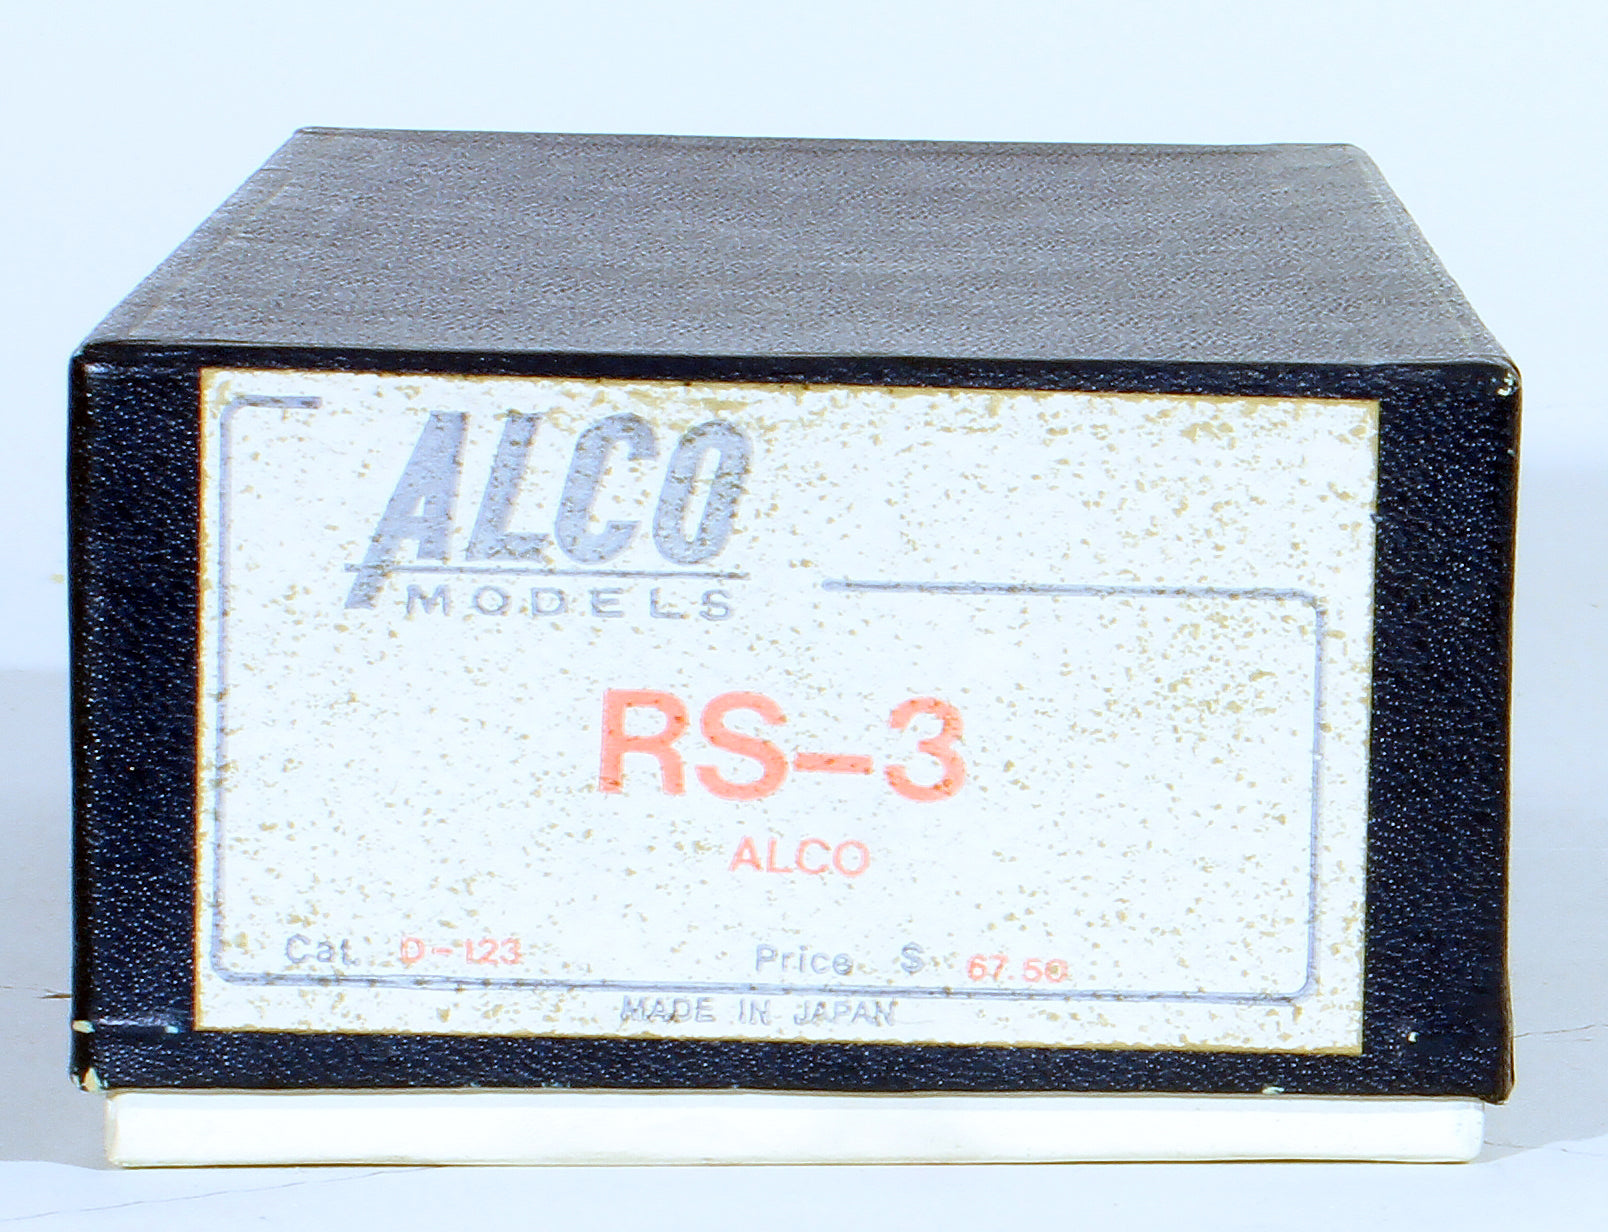 ALCO
MODELS
RS-3
ALCO
Cat. D-123 Price $ 67.50
MADE IN JAPAN